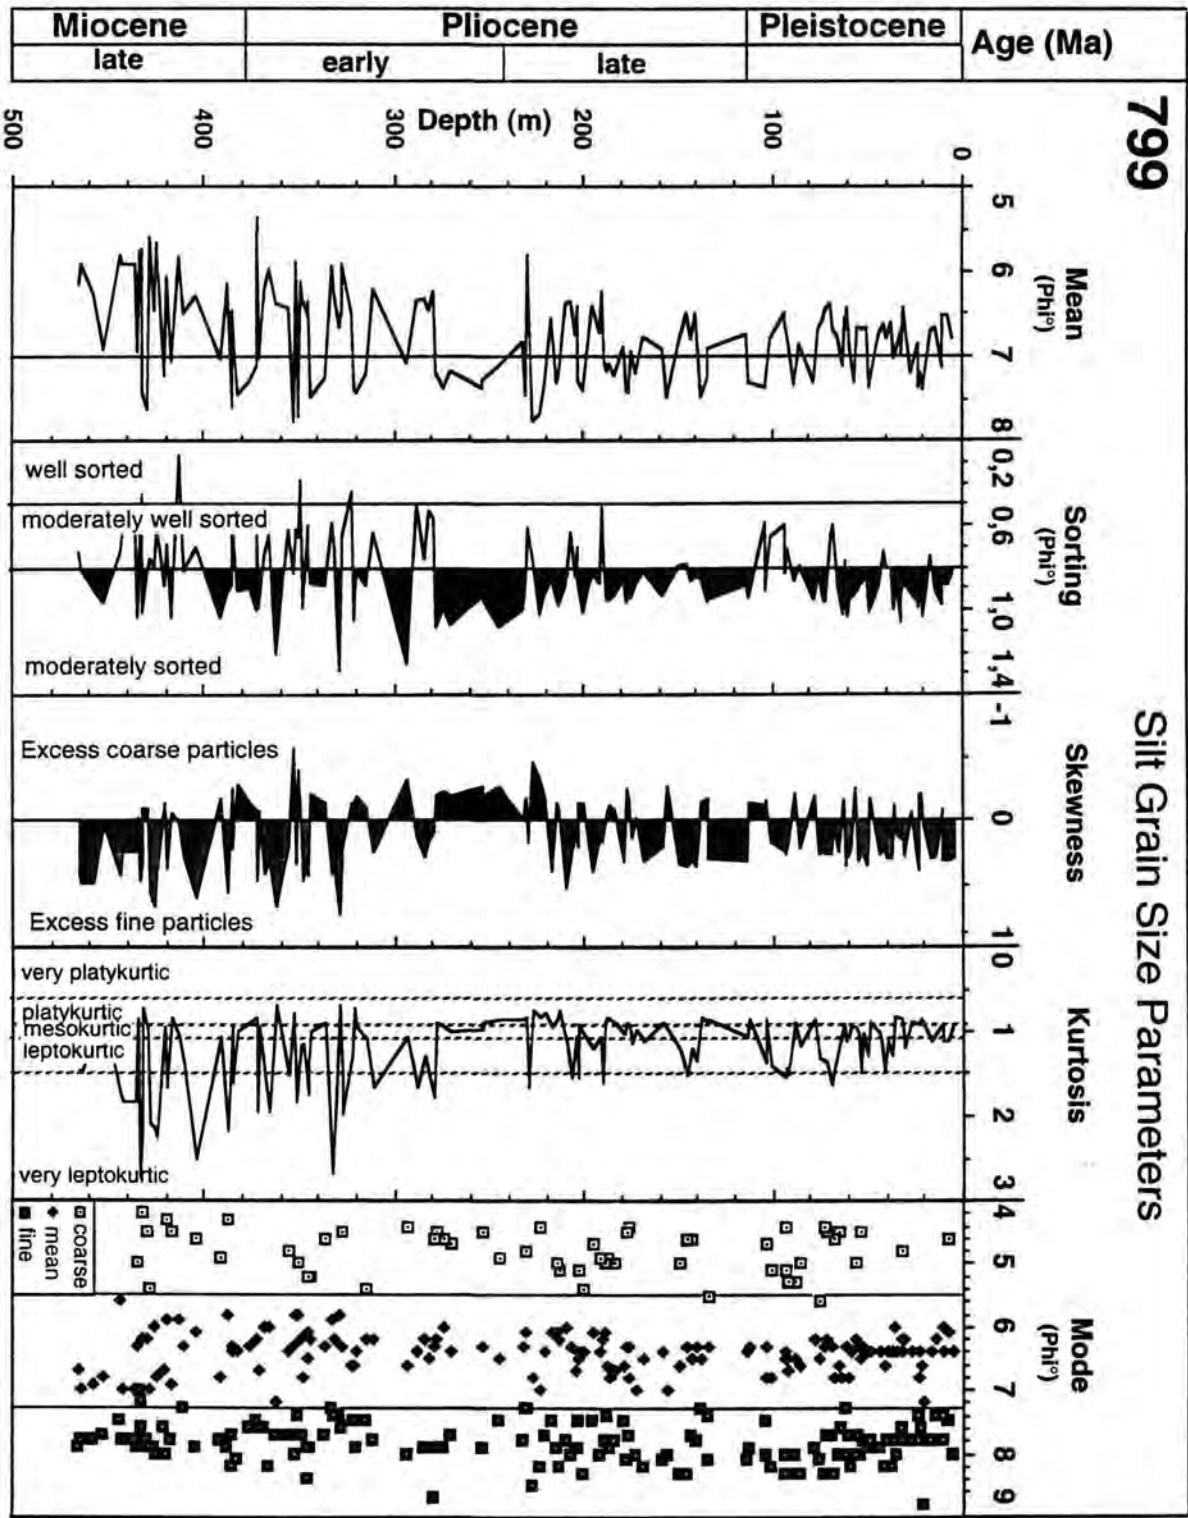 799
Silt Grain Size Parameters
Age (Ma)
Miocene
Pliocene
Pleistocene
late
early
late
Depth (m)
500
400
300
200
100
0
Mean
(Phi°)
5
6
7
8
Sorting
(Phi°)
0,2
0,6
1,0
1,4
well sorted
moderately well sorted
moderately sorted
Skewness
-1
0
1
Excess coarse particles
Excess fine particles
Kurtosis
0
1
2
3
very platykurtic
platykurtic
mesokurtic
leptokurtic
very leptokurtic
Mode
(Phi°)
4
5
6
7
8
9
coarse
mean
fine